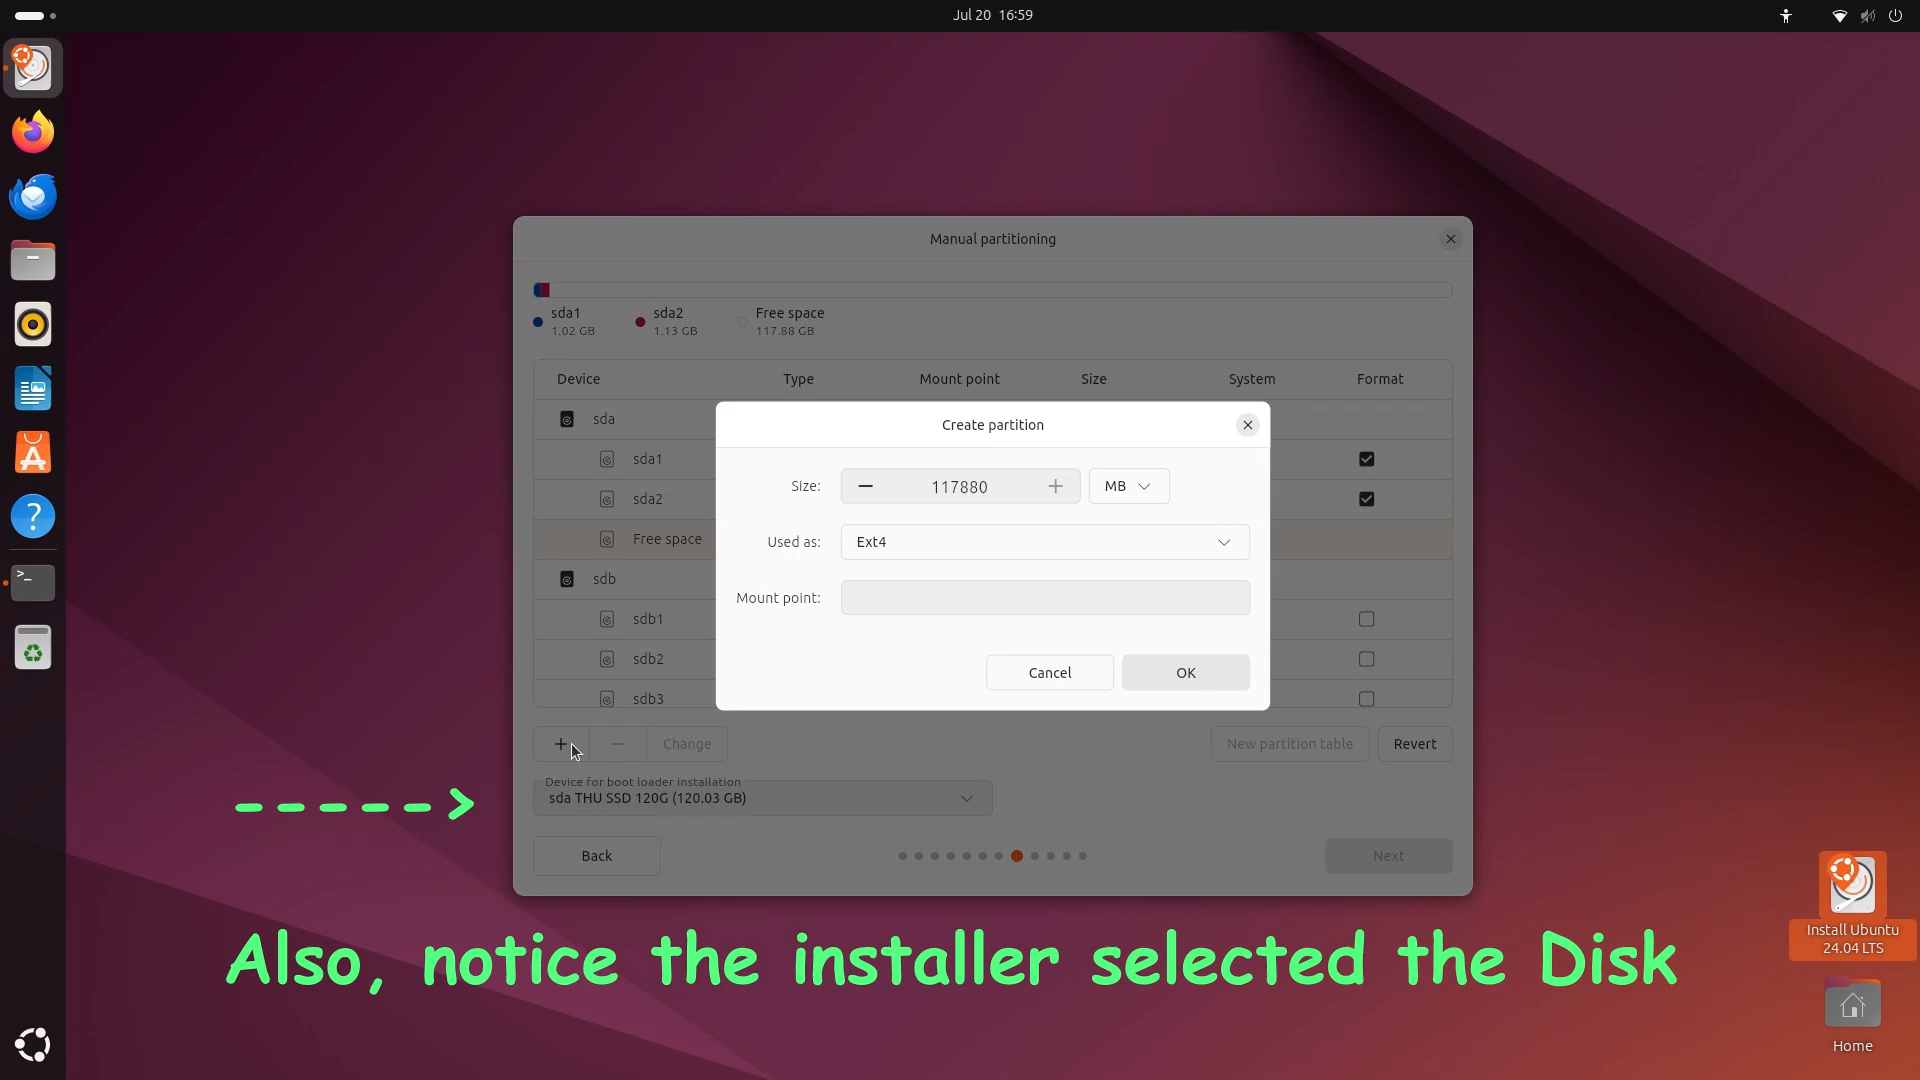 Jul 20 16:59
Manual partitioning
sda1
1.02 GB
sda2
1.13 GB
Free space
117.88 GB
Device Type Mount point Size System Format
sda
sda1
sda2
Free space
sdb
sdb1
sdb2
sdb3
Create partition
Size: 117880 MB
Used as: Ext4
Mount point:
Cancel OK
Change New partition table Revert
Device for boot loader installation
sda THU SSD 120G (120.03 GB)
Back Next
Also, notice the installer selected the Disk
Install Ubuntu
24.04 LTS
Home